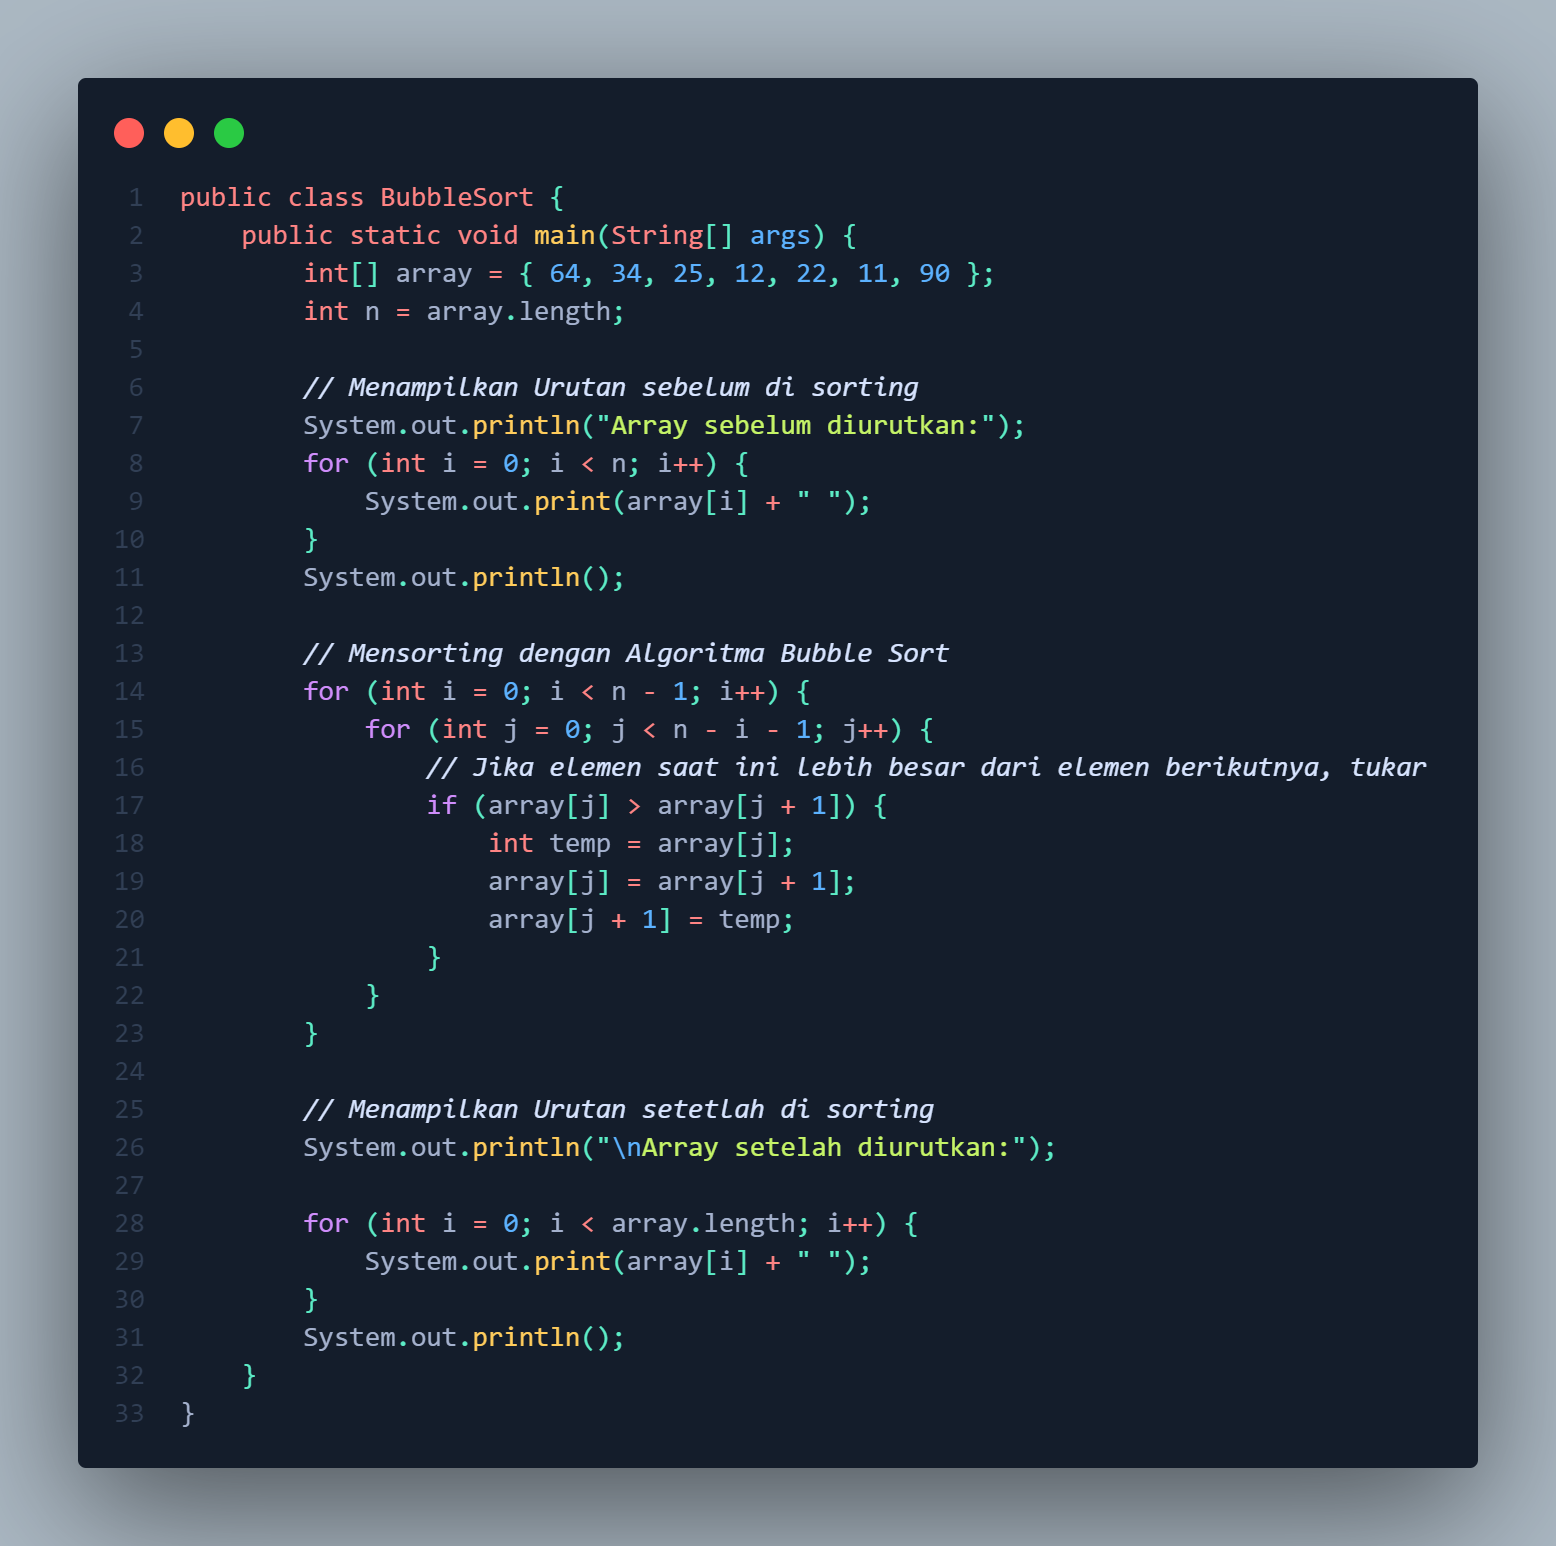 1 public class BubbleSort {
2     public static void main(String[] args) {
3         int[] array = { 64, 34, 25, 12, 22, 11, 90 };
4         int n = array.length;
5
6         // Menampilkan Urutan sebelum di sorting
7         System.out.println("Array sebelum diurutkan:");
8         for (int i = 0; i < n; i++) {
9             System.out.print(array[i] + " ");
10         }
11         System.out.println();
12
13         // Mensorting dengan Algoritma Bubble Sort
14         for (int i = 0; i < n - 1; i++) {
15             for (int j = 0; j < n - i - 1; j++) {
16                 // Jika elemen saat ini lebih besar dari elemen berikutnya, tukar
17                 if (array[j] > array[j + 1]) {
18                     int temp = array[j];
19                     array[j] = array[j + 1];
20                     array[j + 1] = temp;
21                 }
22             }
23         }
24
25         // Menampilkan Urutan setetlah di sorting
26         System.out.println("\nArray setelah diurutkan:");
27
28         for (int i = 0; i < array.length; i++) {
29             System.out.print(array[i] + " ");
30         }
31         System.out.println();
32     }
33 }